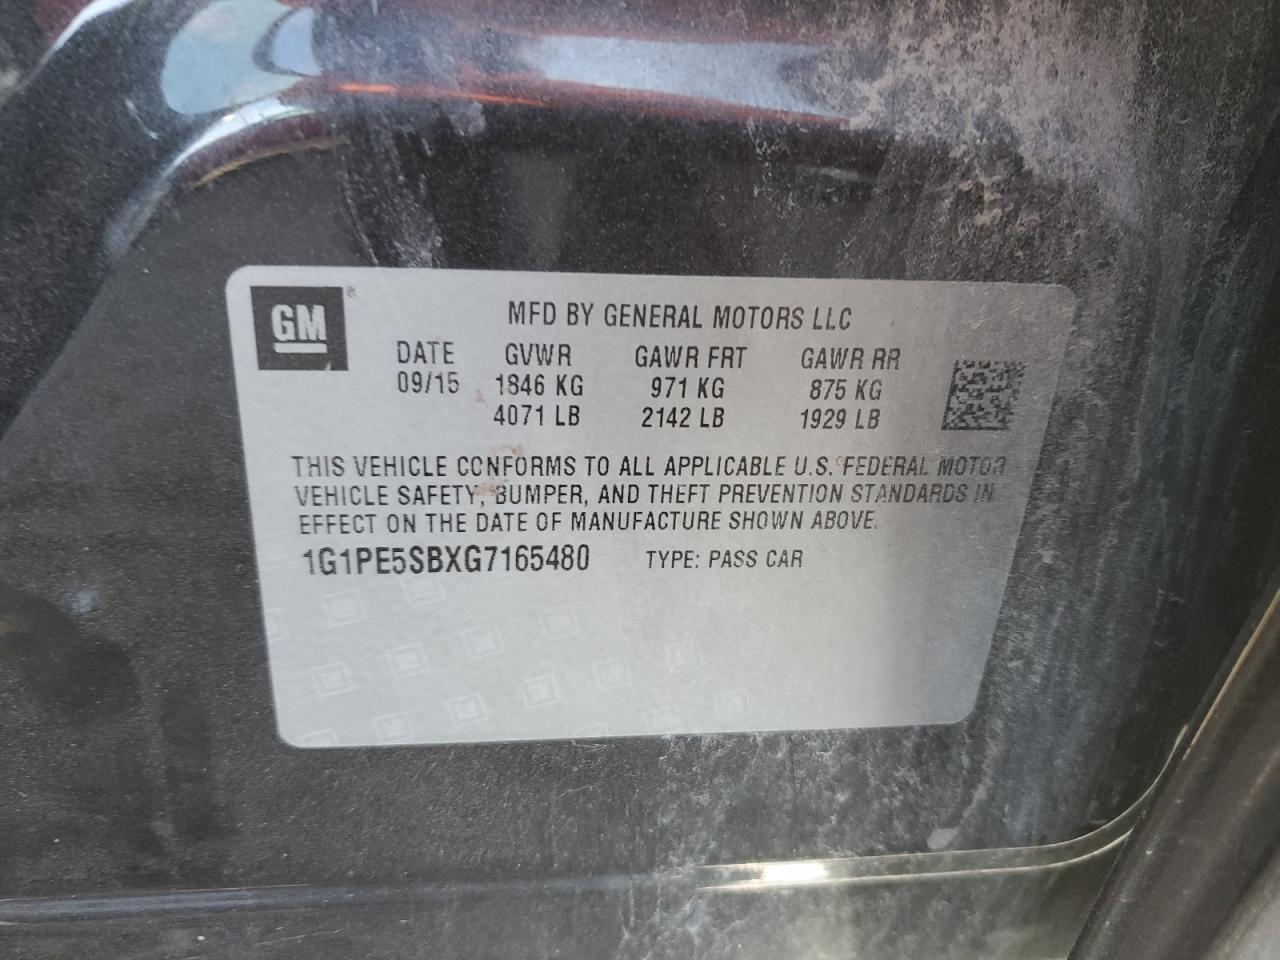 GM®
MFD BY GENERAL MOTORS LLC
DATE GVWR GAWR FRT GAWR RR
09/15 1846 KG 971 KG 875 KG
4071 LB 2142 LB 1929 LB
THIS VEHICLE CONFORMS TO ALL APPLICABLE U.S. FEDERAL MOTOR
VEHICLE SAFETY, BUMPER, AND THEFT PREVENTION STANDARDS IN
EFFECT ON THE DATE OF MANUFACTURE SHOWN ABOVE.
1G1PE5SBXG7165480 TYPE: PASS CAR